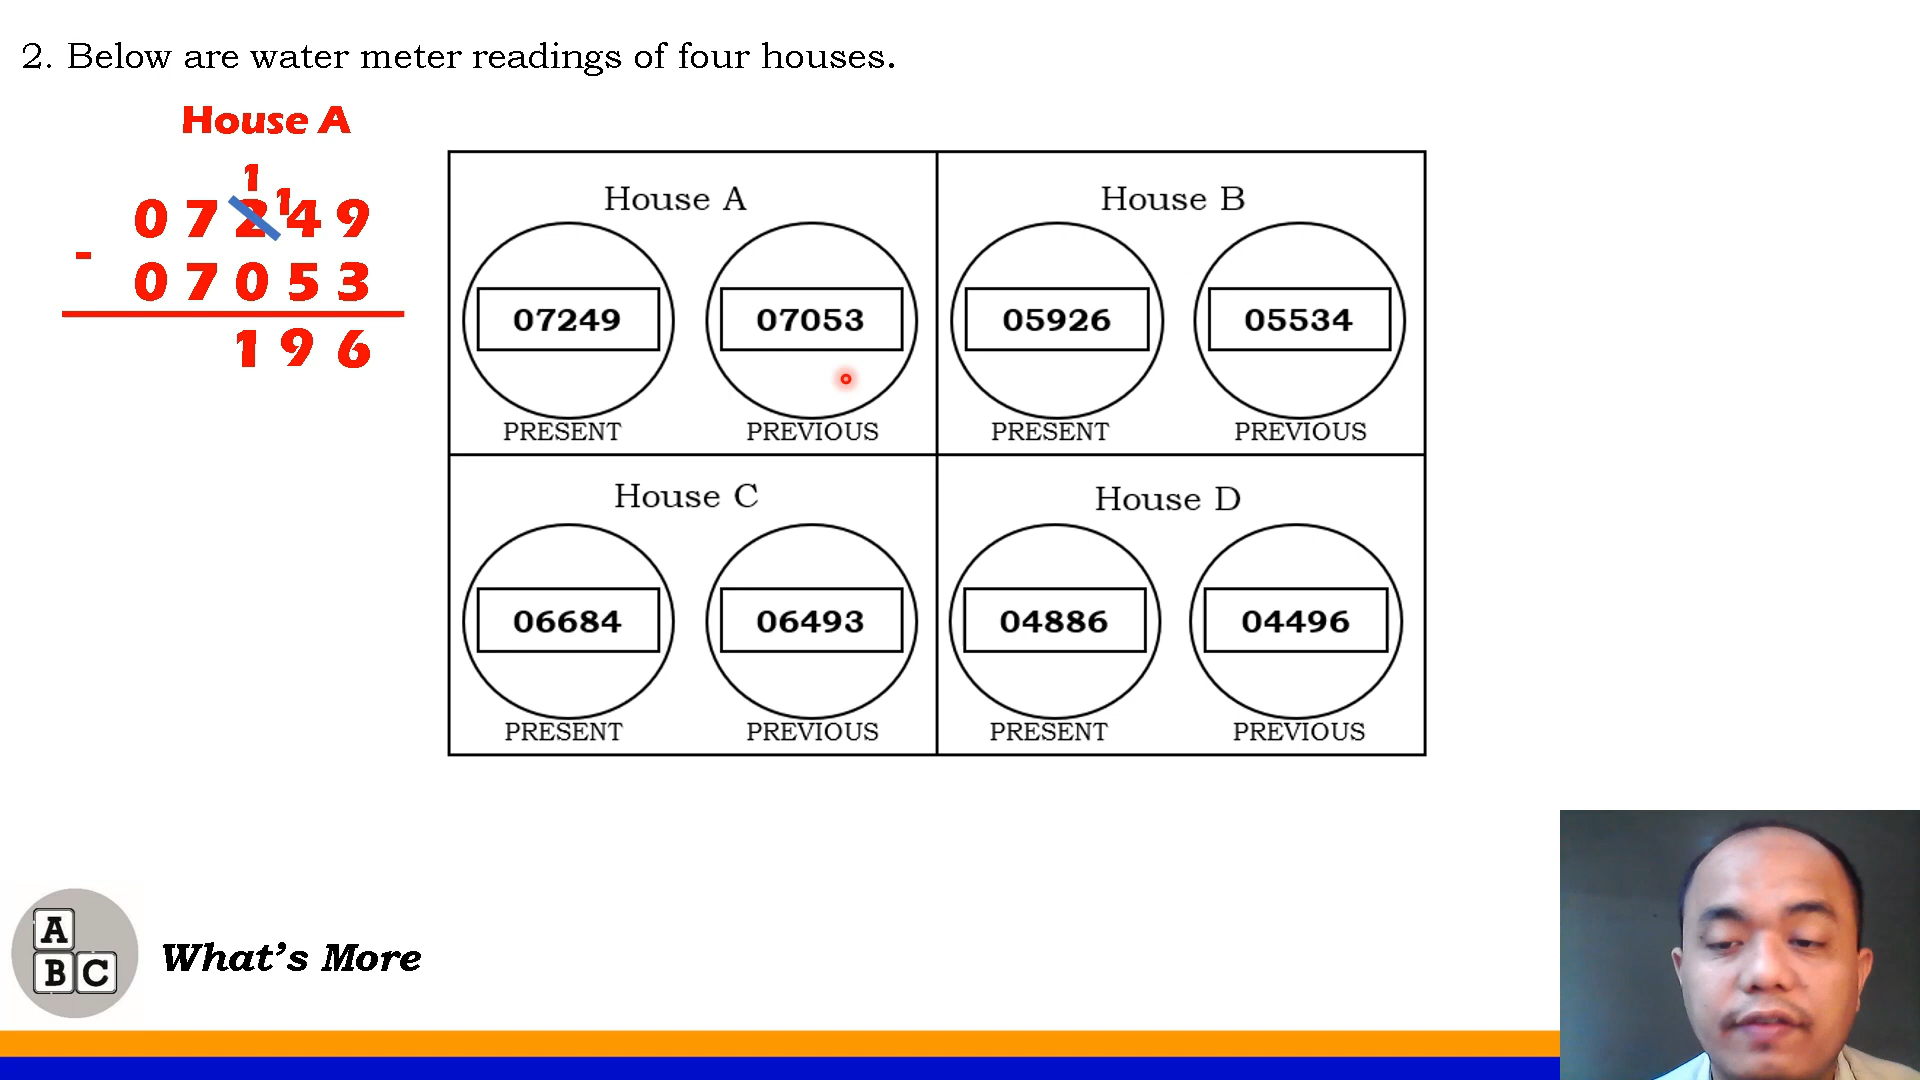 2. Below are water meter readings of four houses.
House A
1
0 7 2 1 4 9
- 0 7 0 5 3
1 9 6
House A
House B
07249
07053
05926
05534
PRESENT
PREVIOUS
PRESENT
PREVIOUS
House C
House D
06684
06493
04886
04496
PRESENT
PREVIOUS
PRESENT
PREVIOUS
A
B C
What's More